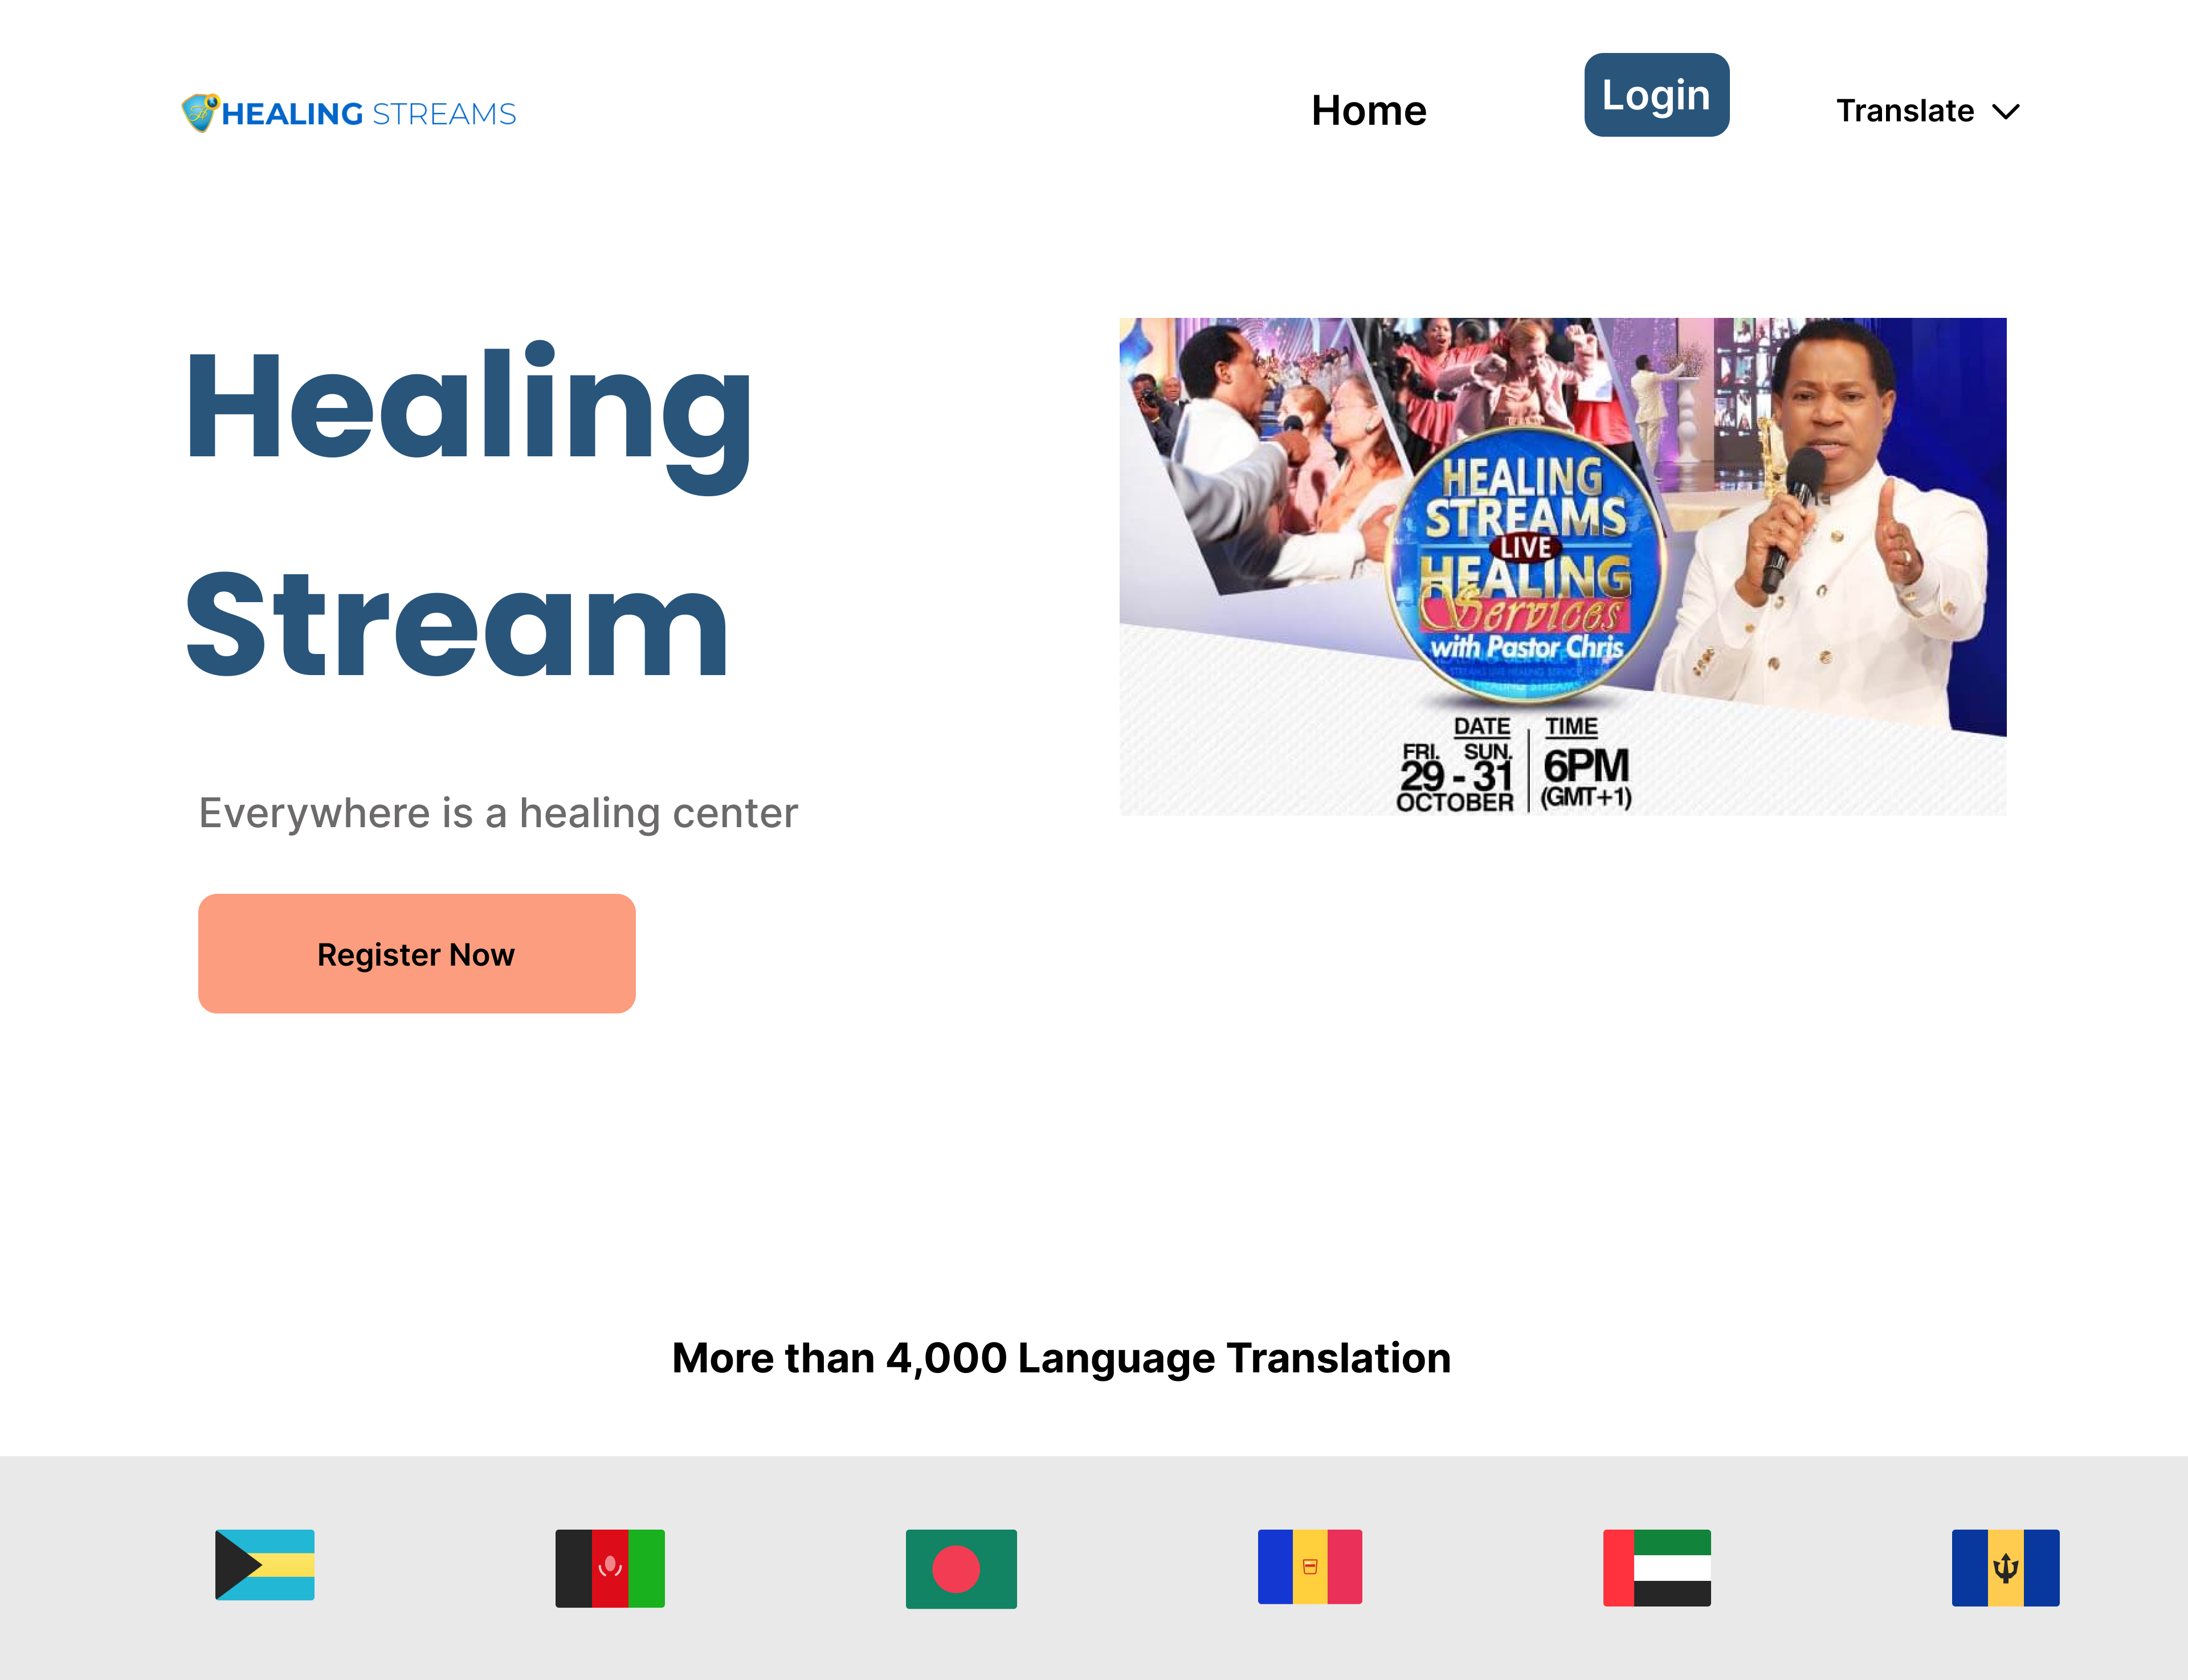 HEALING STREAMS
Home
Login
Translate
Healing
Stream
Everywhere is a healing center
Register Now
HEALING
STREAMS
LIVE
HEALING
Services
with Pastor Chris
DATE
FRI. SUN.
29 - 31
OCTOBER
TIME
6PM
(GMT+1)
More than 4,000 Language Translation